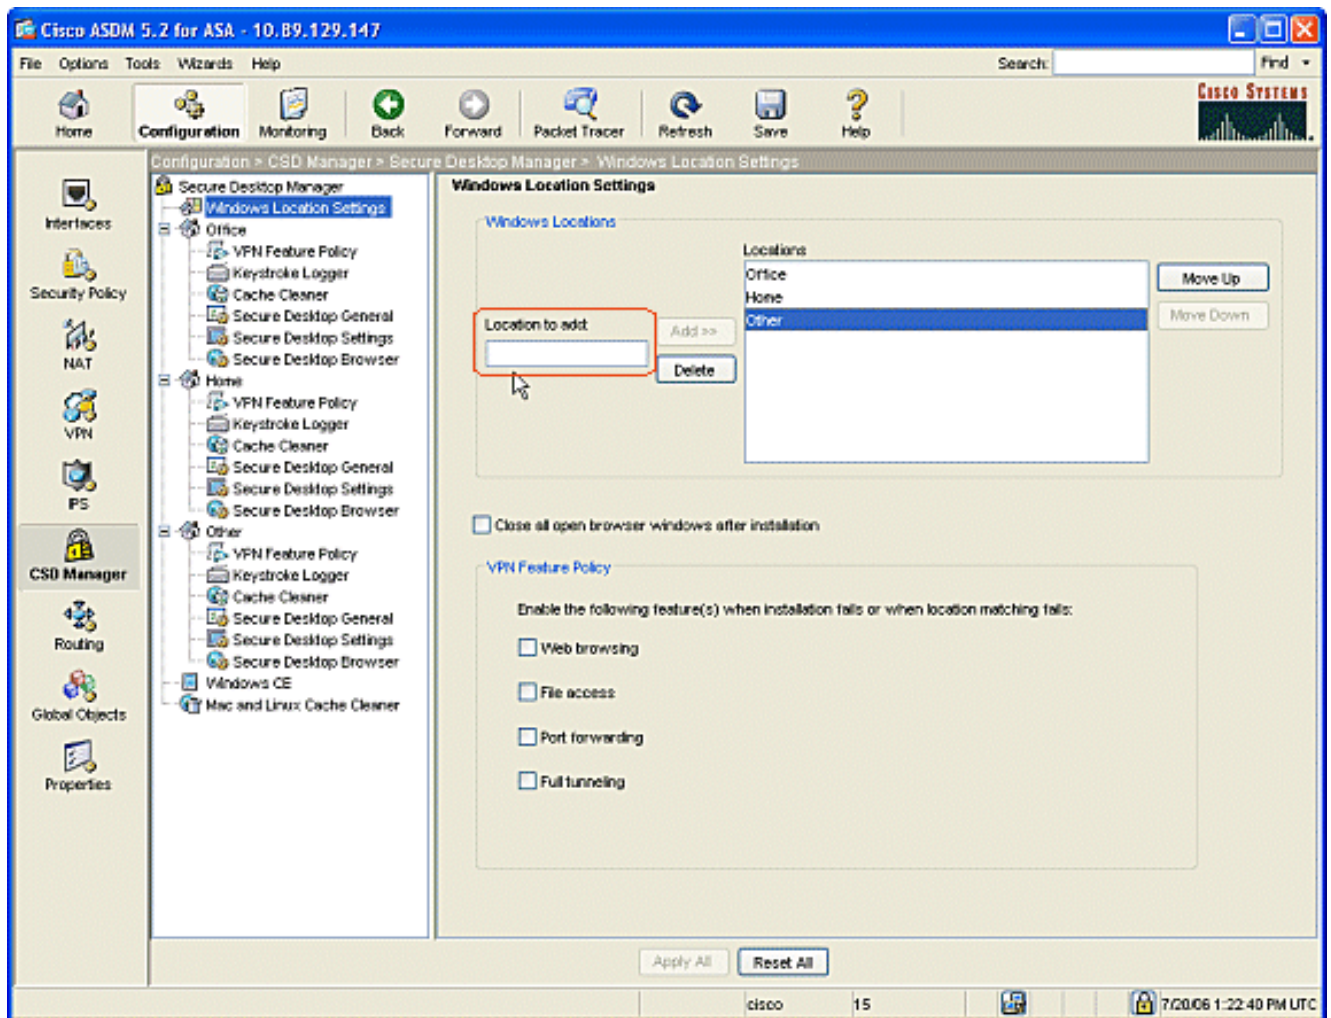 Cisco ASDM 5.2 for ASA - 10.89.129.147
File Options Tools Wizards Help
Search:
Find
Home
Configuration
Monitoring
Back
Forward
Packet Tracer
Refresh
Save
Help
CISCO SYSTEMS
Configuration > CSD Manager > Secure Desktop Manager > Windows Location Settings
Interfaces
Security Policy
NAT
VPN
IPS
CSD Manager
Routing
Global Objects
Properties
Secure Desktop Manager
Windows Location Settings
Office
VPN Feature Policy
Keystroke Logger
Cache Cleaner
Secure Desktop General
Secure Desktop Settings
Secure Desktop Browser
Home
VPN Feature Policy
Keystroke Logger
Cache Cleaner
Secure Desktop General
Secure Desktop Settings
Secure Desktop Browser
Other
VPN Feature Policy
Keystroke Logger
Cache Cleaner
Secure Desktop General
Secure Desktop Settings
Secure Desktop Browser
Windows CE
Mac and Linux Cache Cleaner
Windows Location Settings
Windows Locations
Location to add:
Add >>
Delete
Locations
Office
Home
Other
Move Up
Move Down
Close all open browser windows after installation
VPN Feature Policy
Enable the following feature(s) when installation fails or when location matching fails:
Web browsing
File access
Port forwarding
Full tunneling
Apply All
Reset All
cisco
15
7/20/06 1:22:40 PM UTC